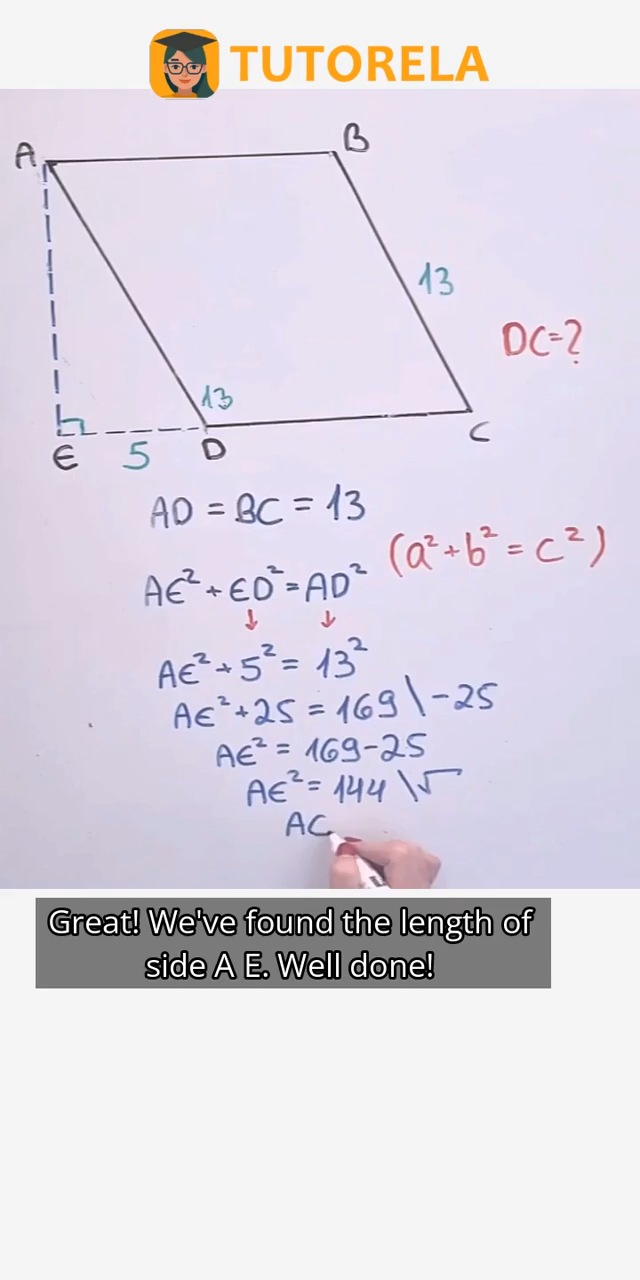 TUTORELA
A
B
13
DC=?
13
E
5
D
C
AD = BC = 13
(a²+b²=c²)
AE²+ED²=AD²
↓ ↓
AE²+5²=13²
AE²+25=169\-25
AE²=169-25
AE²=144\√
AC
Great! We've found the length of
side A E. Well done!